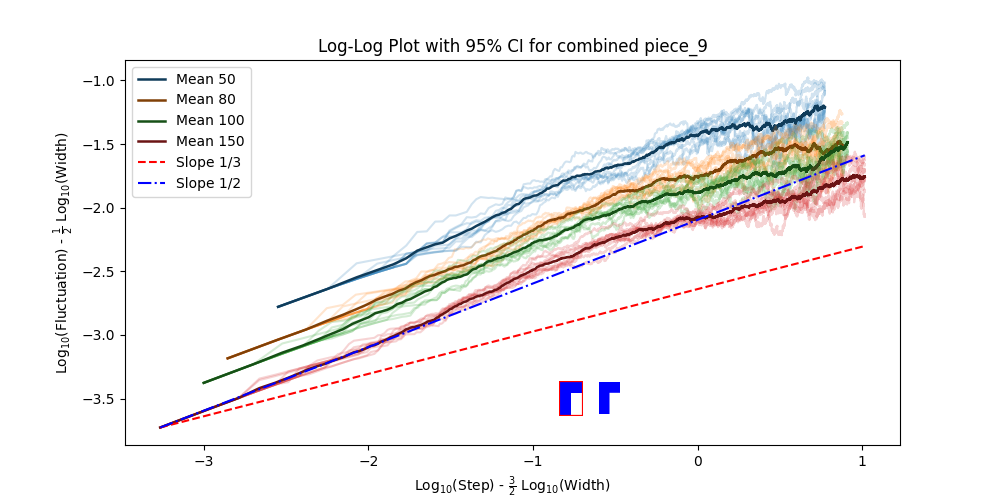 Log-Log Plot with 95% CI for combined piece_9
Mean 50
Mean 80
Mean 100
Mean 150
Slope 1/3
Slope 1/2
Log₁₀(Fluctuation) - 1/2 Log₁₀(Width)
−1.0
−1.5
−2.0
−2.5
−3.0
−3.5
−3 −2 −1 0 1
Log₁₀(Step) - 3/2 Log₁₀(Width)